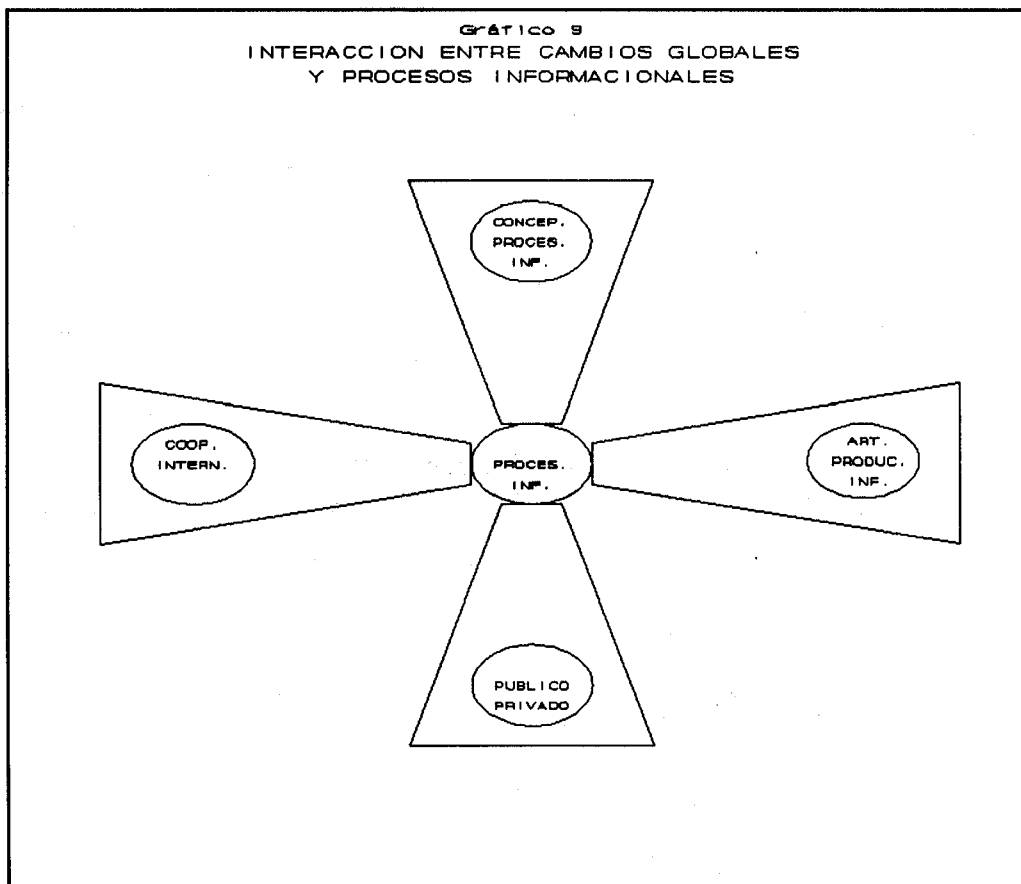 Gráfico 9
INTERACCION ENTRE CAMBIOS GLOBALES
Y PROCESOS INFORMACIONALES
CONCEP.
PROCES.
INF.
COOP.
INTERN.
PROCES.
INF.
ART.
PRODUC.
INF.
PUBLICO
PRIVADO